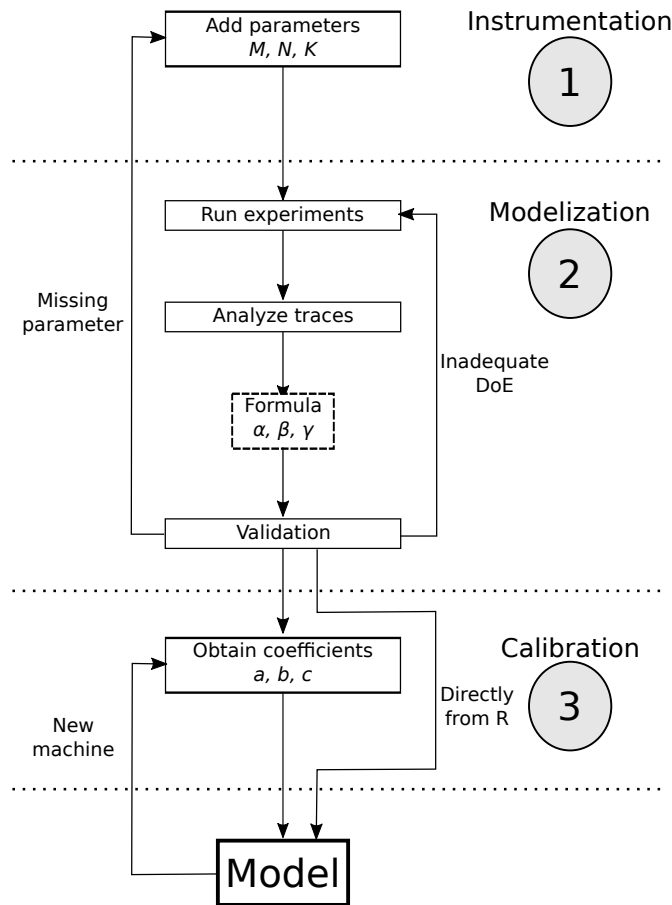 Add parameters
M, N, K
Instrumentation
1
Run experiments
Modelization
2
Missing
parameter
Analyze traces
Inadequate
DoE
Formula
α, β, γ
Validation
Obtain coefficients
a, b, c
Calibration
3
Directly
from R
New
machine
Model